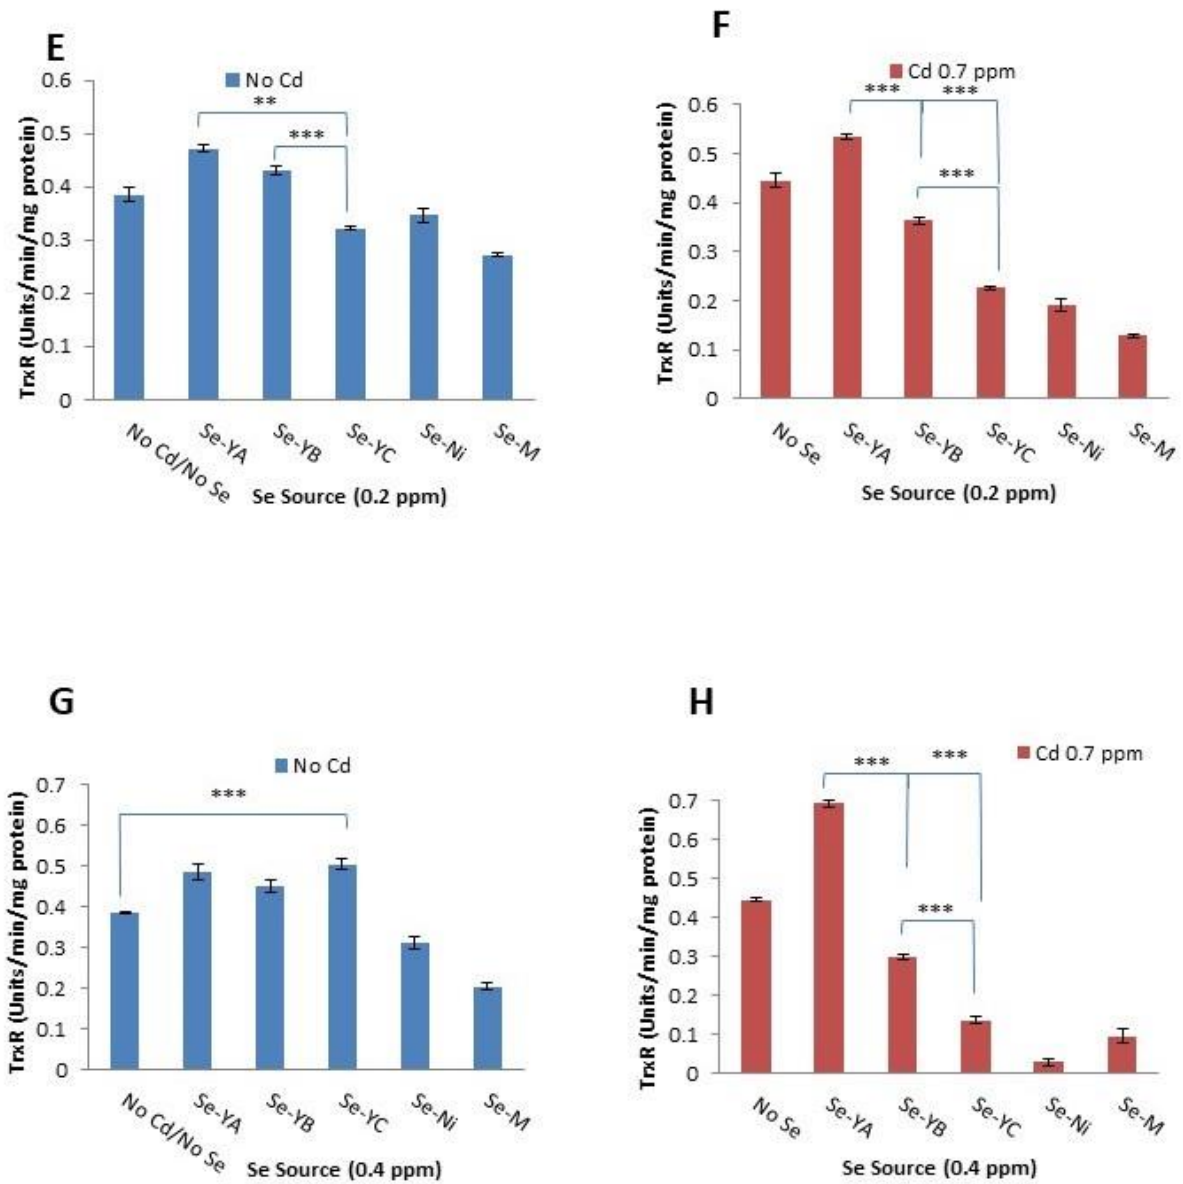 E
No Cd
TrxR (Units/min/mg protein)
0.6
0.5
0.4
0.3
0.2
0.1
0
**
***
No Cd/No Se
Se-YA
Se-YB
Se-YC
Se-Ni
Se-M
Se Source (0.2 ppm)
F
Cd 0.7 ppm
TrxR (Units/min/mg protein)
0.6
0.5
0.4
0.3
0.2
0.1
0
*** ***
***
No Se
Se-YA
Se-YB
Se-YC
Se-Ni
Se-M
Se Source (0.2 ppm)
G
No Cd
TrxR (Units/min/mg protein)
0.7
0.6
0.5
0.4
0.3
0.2
0.1
0
***
No Cd/No Se
Se-YA
Se-YB
Se-YC
Se-Ni
Se-M
Se Source (0.4 ppm)
H
Cd 0.7 ppm
TrxR (Units/min/mg protein)
0.7
0.6
0.5
0.4
0.3
0.2
0.1
0
*** ***
***
No Se
Se-YA
Se-YB
Se-YC
Se-Ni
Se-M
Se Source (0.4 ppm)